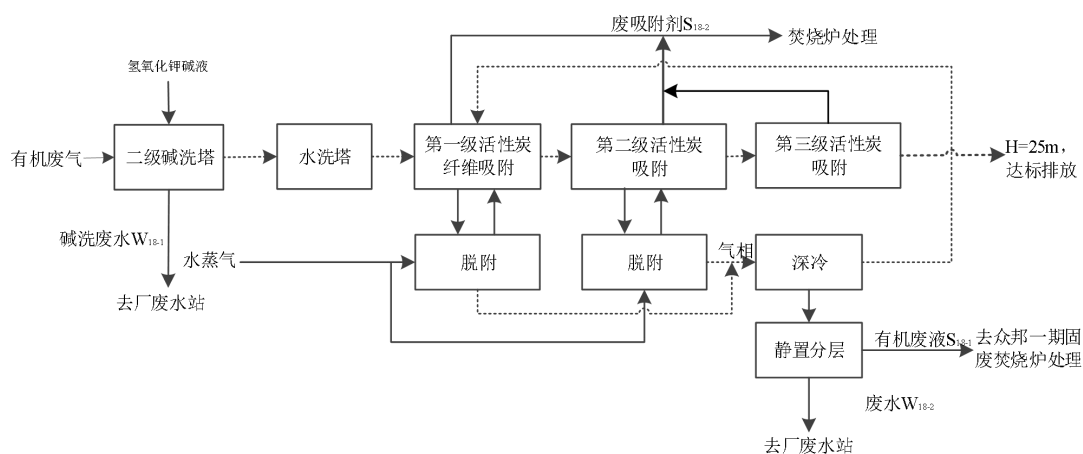 废吸附剂S18-2
焚烧炉处理
氢氧化钾碱液
有机废气
二级碱洗塔
水洗塔
第一级活性炭
纤维吸附
第二级活性炭
吸附
第三级活性炭
吸附
H=25m，
达标排放
碱洗废水W18-1
水蒸气
脱附
脱附
气相
深冷
去厂废水站
静置分层
有机废液S18-1
去众邦一期固
废焚烧炉处理
废水W18-2
去厂废水站